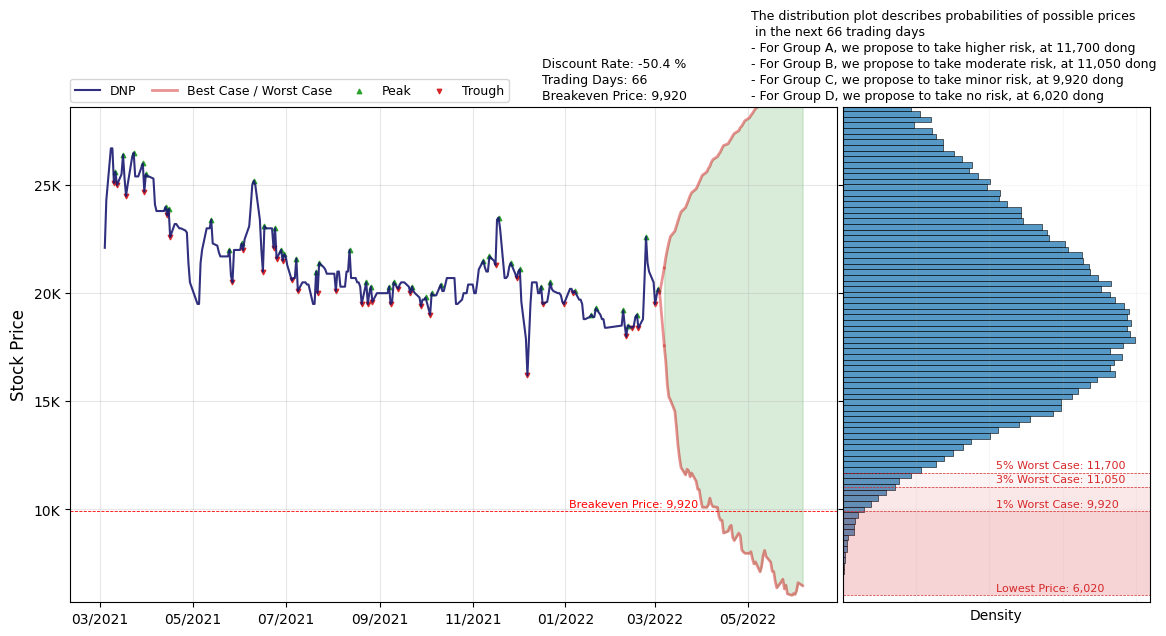 The distribution plot describes probabilities of possible prices
in the next 66 trading days
- For Group A, we propose to take higher risk, at 11,700 dong
- For Group B, we propose to take moderate risk, at 11,050 dong
- For Group C, we propose to take minor risk, at 9,920 dong
- For Group D, we propose to take no risk, at 6,020 dong
Discount Rate: -50.4 %
Trading Days: 66
Breakeven Price: 9,920
DNP
Best Case / Worst Case
Peak
Trough
Stock Price
25K
20K
15K
10K
Breakeven Price: 9,920
03/2021
05/2021
07/2021
09/2021
11/2021
01/2022
03/2022
05/2022
5% Worst Case: 11,700
3% Worst Case: 11,050
1% Worst Case: 9,920
Lowest Price: 6,020
Density